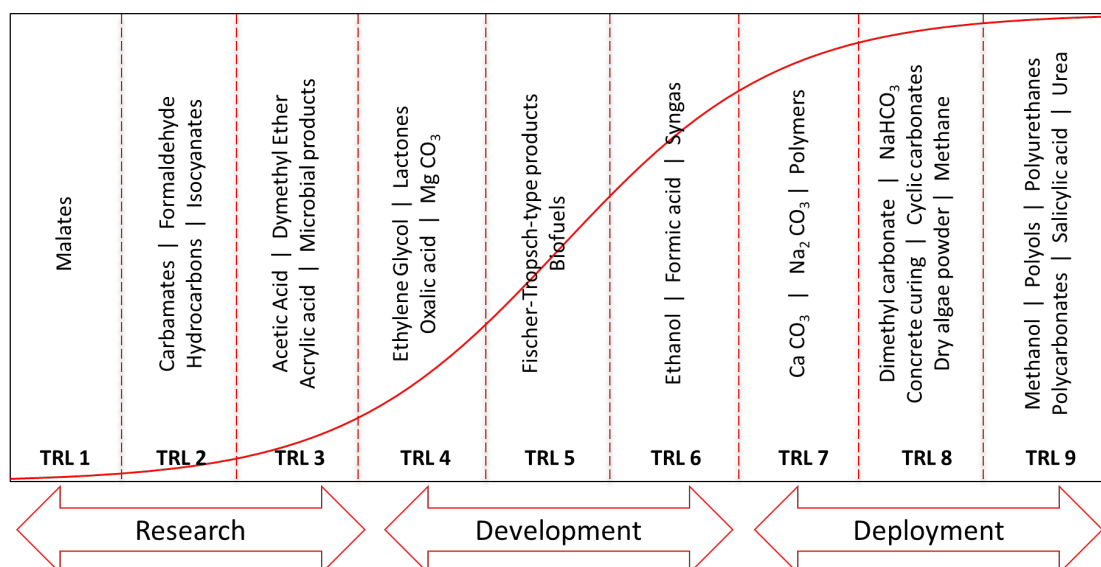 Malates
Carbamates | Formaldehyde
Hydrocarbons | Isocyanates
Acetic Acid | Dymethyl Ether
Acrylic acid | Microbial products
Ethylene Glycol | Lactones
Oxalic acid | Mg CO₃
Fischer-Tropsch-type products
Biofuels
Ethanol | Formic acid | Syngas
Ca CO₃ | Na₂ CO₃ | Polymers
Dimethyl carbonate | NaHCO₃
Concrete curing | Cyclic carbonates
Dry algae powder | Methane
Methanol | Polyols | Polyurethanes
Polycarbonates | Salicylic acid | Urea
TRL 1
TRL 2
TRL 3
TRL 4
TRL 5
TRL 6
TRL 7
TRL 8
TRL 9
Research
Development
Deployment